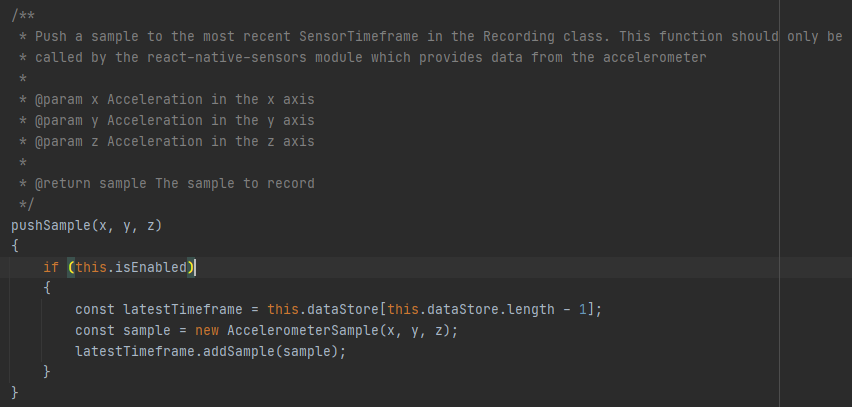 /**
 * Push a sample to the most recent SensorTimeframe in the Recording class. This function should only be
 * called by the react-native-sensors module which provides data from the accelerometer
 *
 * @param x Acceleration in the x axis
 * @param y Acceleration in the y axis
 * @param z Acceleration in the z axis
 *
 * @return sample The sample to record
 */
pushSample(x, y, z)
{
    if (this.isEnabled)
    {
        const latestTimeframe = this.dataStore[this.dataStore.length - 1];
        const sample = new AccelerometerSample(x, y, z);
        latestTimeframe.addSample(sample);
    }
}